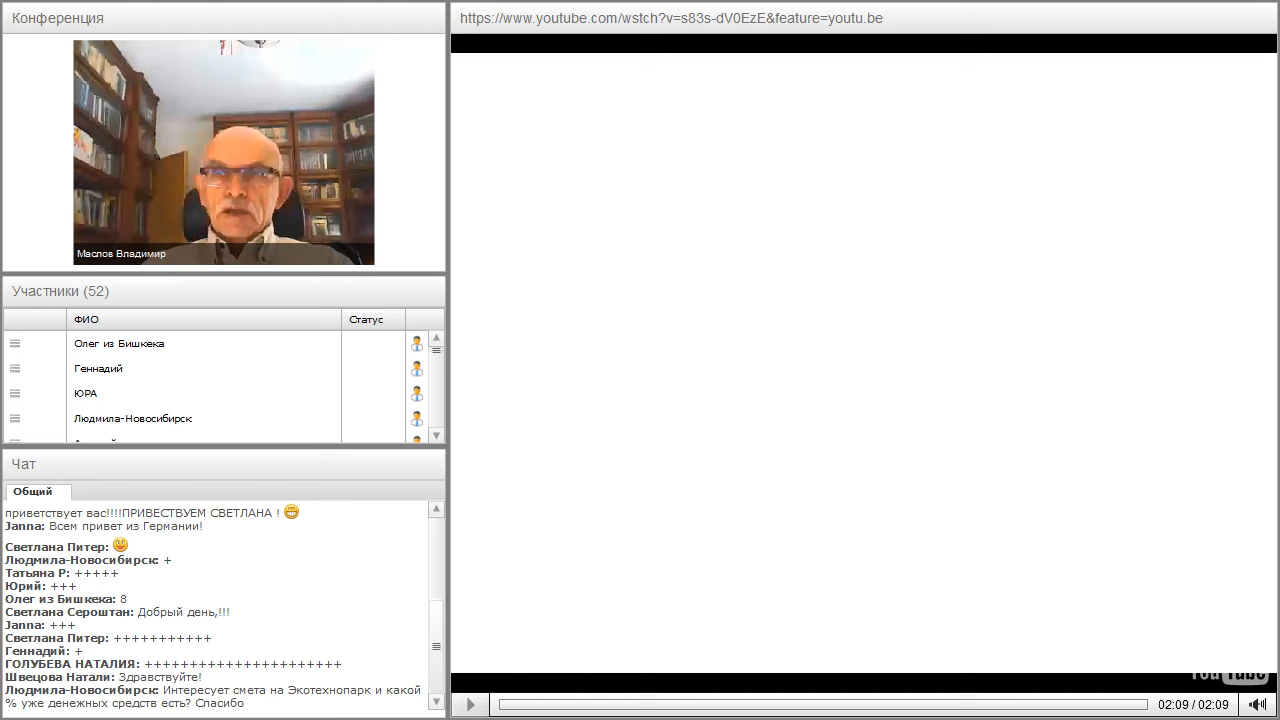 Конференция
https://www.youtube.com/wstch?v=s83s-dV0EzE&feature=youtu.be
Маслов Владимир
Участники (52)
ФИО Статус
Олег из Бишкека
Геннадий
ЮРА
Людмила-Новосибирск
Чат
Общий
приветствует вас!!!!ПРИВЕСТВУЕМ СВЕТЛАНА !
Janna: Всем привет из Германии!
Светлана Питер:
Людмила-Новосибирск: +
Татьяна Р: +++++
Юрий: +++
Олег из Бишкека: 8
Светлана Сероштан: Добрый день,!!!
Janna: +++
Светлана Питер: +++++++++++
Геннадий: +
ГОЛУБЕВА НАТАЛИЯ: ++++++++++++++++++++++
Швецова Натали: Здравствуйте!
Людмила-Новосибирск: Интересует смета на Экотехнопарк и какой
% уже денежных средств есть? Спасибо
YouTube
02:09 / 02:09